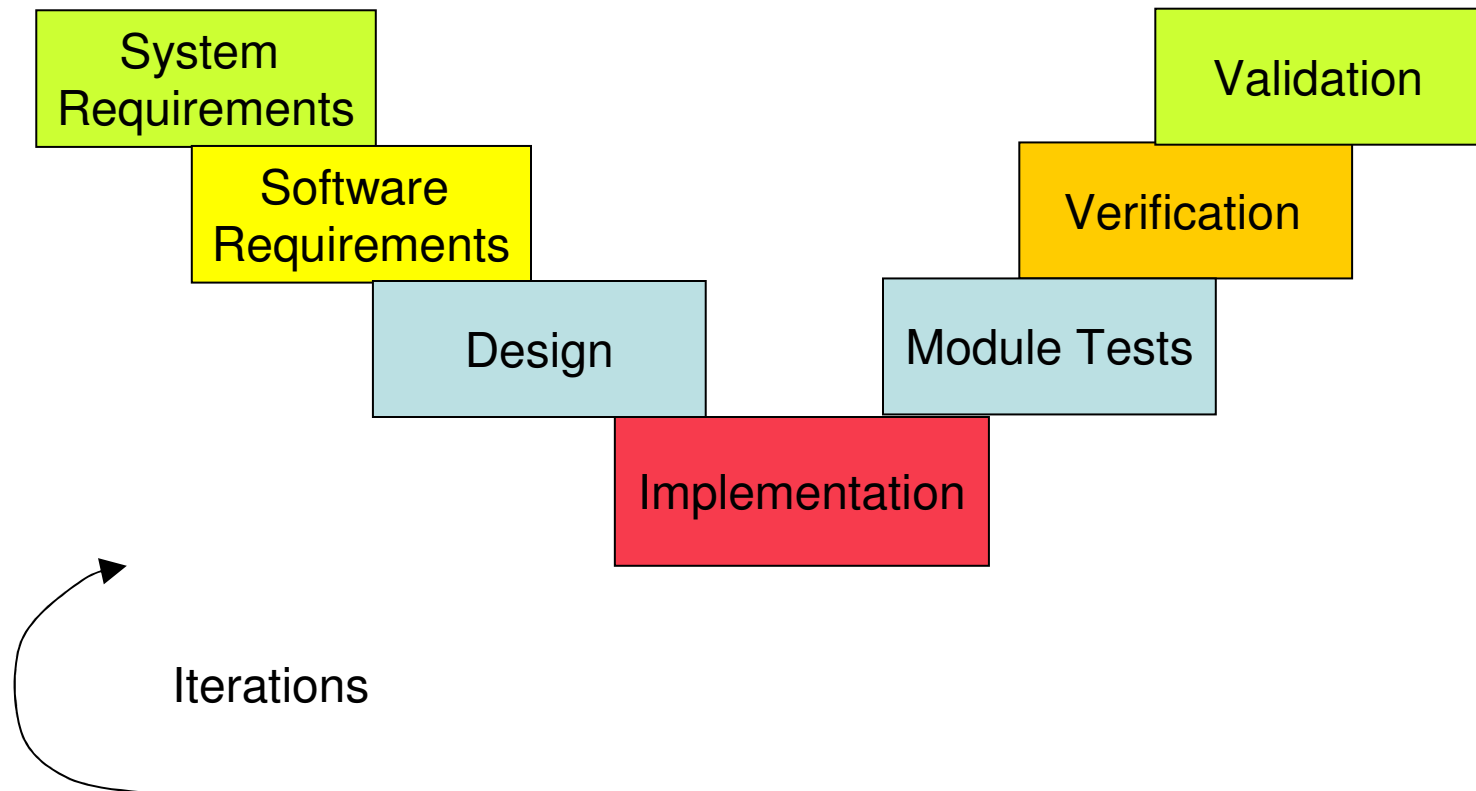 System
Requirements
Validation
Software
Requirements
Verification
Design
Module Tests
Implementation
Iterations